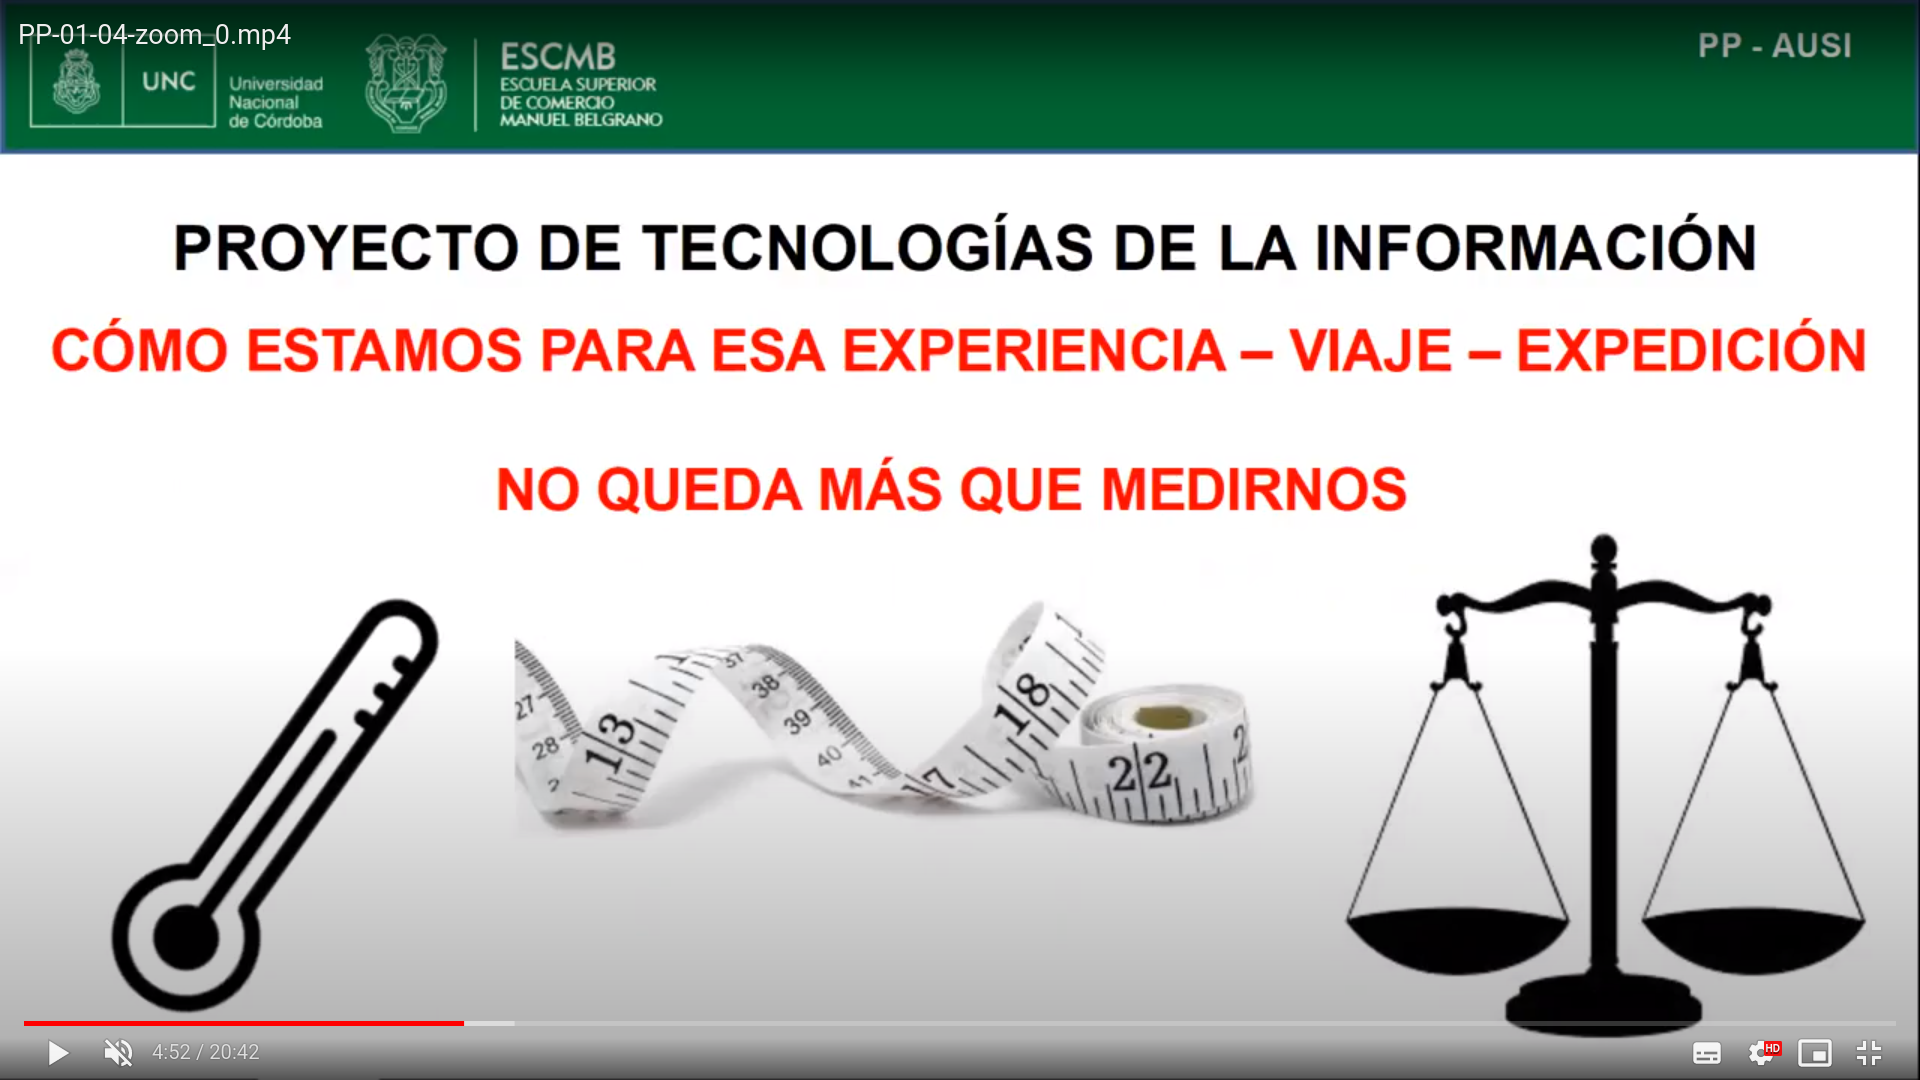 PP-01-04-zoom_0.mp4
UNC
Universidad
Nacional
de Córdoba
ESCMB
ESCUELA SUPERIOR
DE COMERCIO
MANUEL BELGRANO
PP - AUSI
PROYECTO DE TECNOLOGÍAS DE LA INFORMACIÓN
CÓMO ESTAMOS PARA ESA EXPERIENCIA – VIAJE – EXPEDICIÓN
NO QUEDA MÁS QUE MEDIRNOS
27
28
13
37
38
39
40
41
18
22
4:52 / 20:42
HD